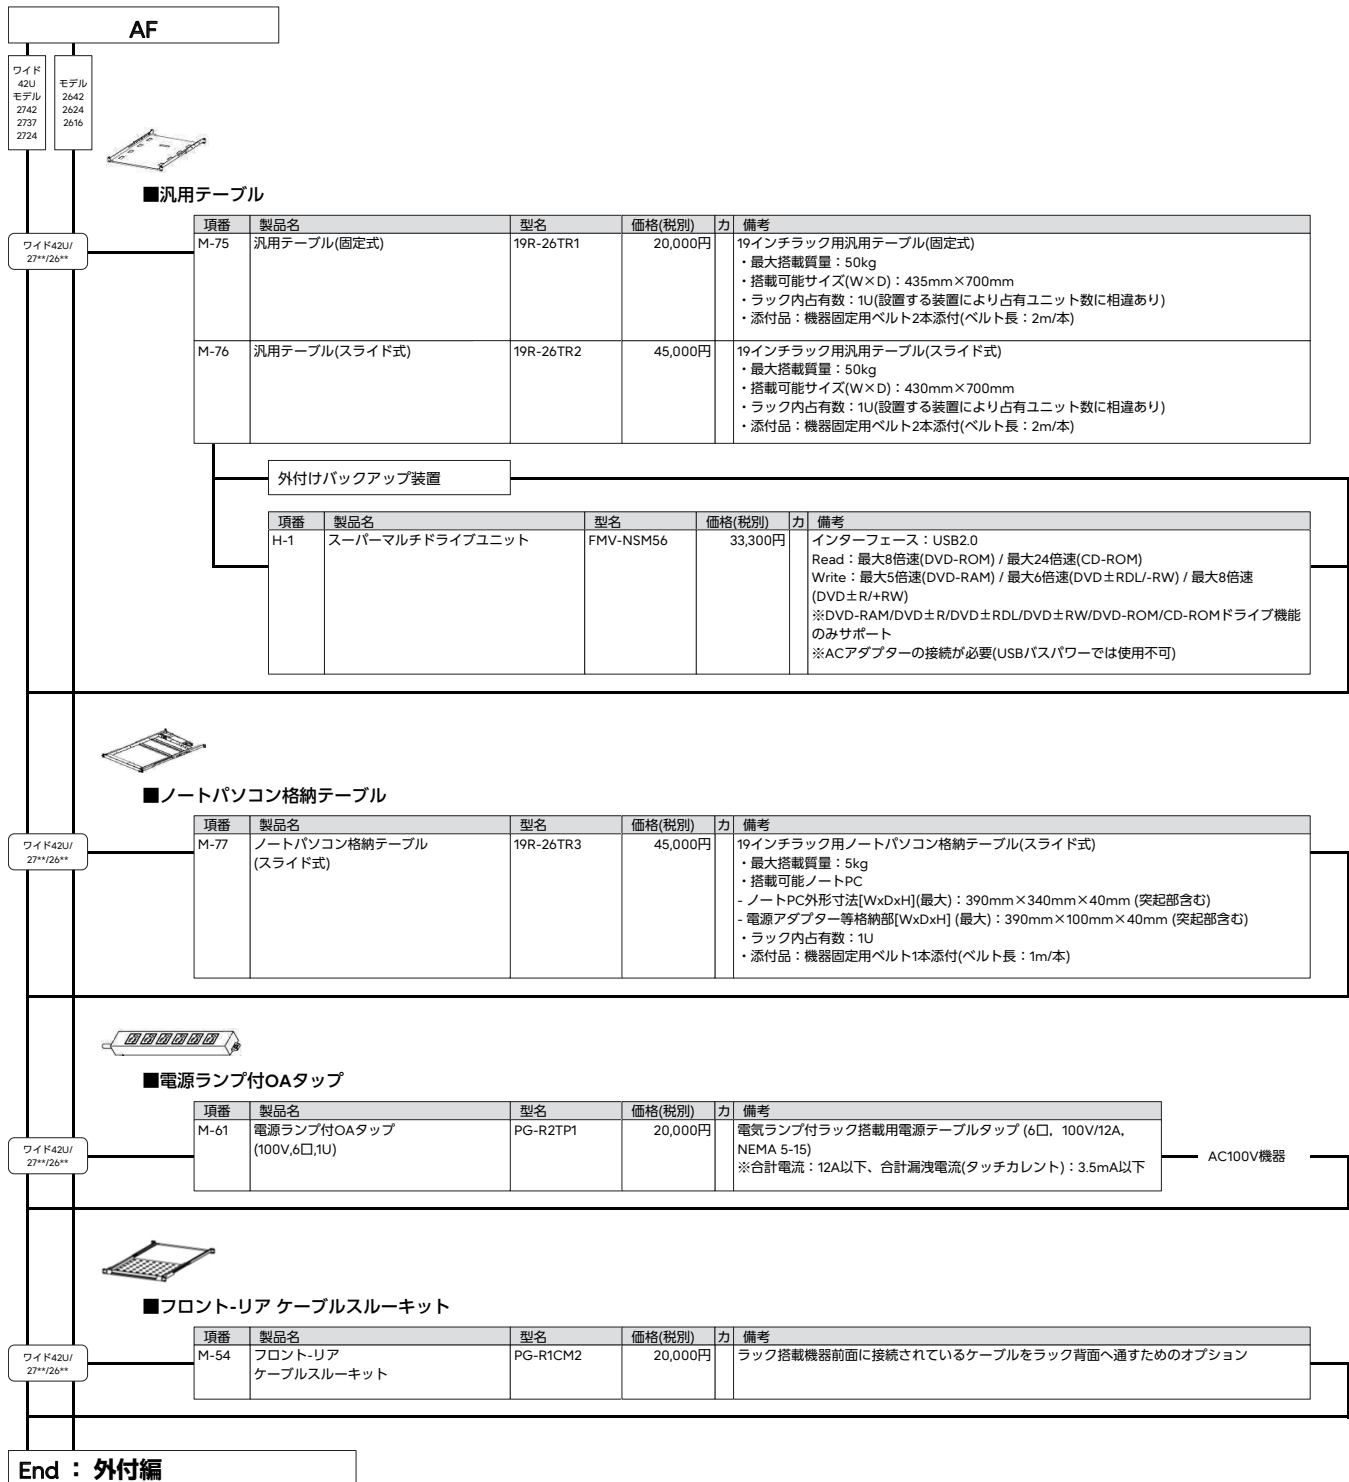 AF
ワイド
42U
モデル
2742
2737
2724
モデル
2642
2624
2616
■汎用テーブル
項番 製品名 型名 価格(税別) カ 備考
ワイド42U/
27**/26**
M-75 汎用テーブル(固定式) 19R-26TR1 20,000円 19インチラック用汎用テーブル(固定式)
・最大搭載質量：50kg
・搭載可能サイズ(W×D)：435mm×700mm
・ラック内占有数：1U(設置する装置により占有ユニット数に相違あり)
・添付品：機器固定用ベルト2本添付(ベルト長：2m/本)
M-76 汎用テーブル(スライド式) 19R-26TR2 45,000円 19インチラック用汎用テーブル(スライド式)
・最大搭載質量：50kg
・搭載可能サイズ(W×D)：430mm×700mm
・ラック内占有数：1U(設置する装置により占有ユニット数に相違あり)
・添付品：機器固定用ベルト2本添付(ベルト長：2m/本)
外付けバックアップ装置
項番 製品名 型名 価格(税別) カ 備考
H-1 スーパーマルチドライブユニット FMV-NSM56 33,300円 インターフェース：USB2.0
Read：最大8倍速(DVD-ROM) / 最大24倍速(CD-ROM)
Write：最大5倍速(DVD-RAM) / 最大6倍速(DVD±RDL/-RW) / 最大8倍速
(DVD±R/+RW)
※DVD-RAM/DVD±R/DVD±RDL/DVD±RW/DVD-ROM/CD-ROMドライブ機能
のみサポート
※ACアダプターの接続が必要(USBバスパワーでは使用不可)
■ノートパソコン格納テーブル
項番 製品名 型名 価格(税別) カ 備考
ワイド42U/
27**/26**
M-77 ノートパソコン格納テーブル 19R-26TR3 45,000円 19インチラック用ノートパソコン格納テーブル(スライド式)
(スライド式)
・最大搭載質量：5kg
・搭載可能ノートPC
- ノートPC外形寸法[WxDxH](最大)：390mm×340mm×40mm (突起部含む)
- 電源アダプター等格納部[WxDxH] (最大)：390mm×100mm×40mm (突起部含む)
・ラック内占有数：1U
・添付品：機器固定用ベルト1本添付(ベルト長：1m/本)
■電源ランプ付OAタップ
項番 製品名 型名 価格(税別) カ 備考
ワイド42U/
27**/26**
M-61 電源ランプ付OAタップ PG-R2TP1 20,000円 電気ランプ付ラック搭載用電源テーブルタップ (6口，100V/12A,
(100V,6口,1U) NEMA 5-15)
※合計電流：12A以下、合計漏洩電流(タッチカレント)：3.5mA以下
AC100V機器
■フロント-リア ケーブルスルーキット
項番 製品名 型名 価格(税別) カ 備考
ワイド42U/
27**/26**
M-54 フロント-リア PG-R1CM2 20,000円 ラック搭載機器前面に接続されているケーブルをラック背面へ通すためのオプション
ケーブルスルーキット
End ： 外付編